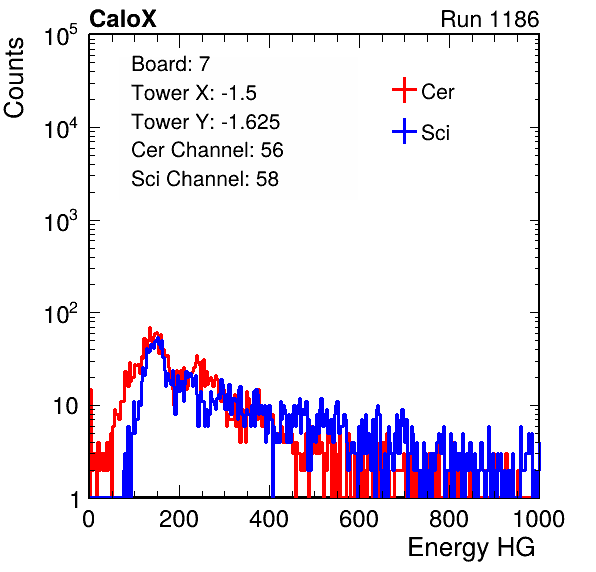 CaloX Run 1186
Counts
Board: 7
Tower X: -1.5
Tower Y: -1.625
Cer Channel: 56
Sci Channel: 58
Cer
Sci
10^5
10^4
10^3
10^2
10
1
0 200 400 600 800 1000
Energy HG